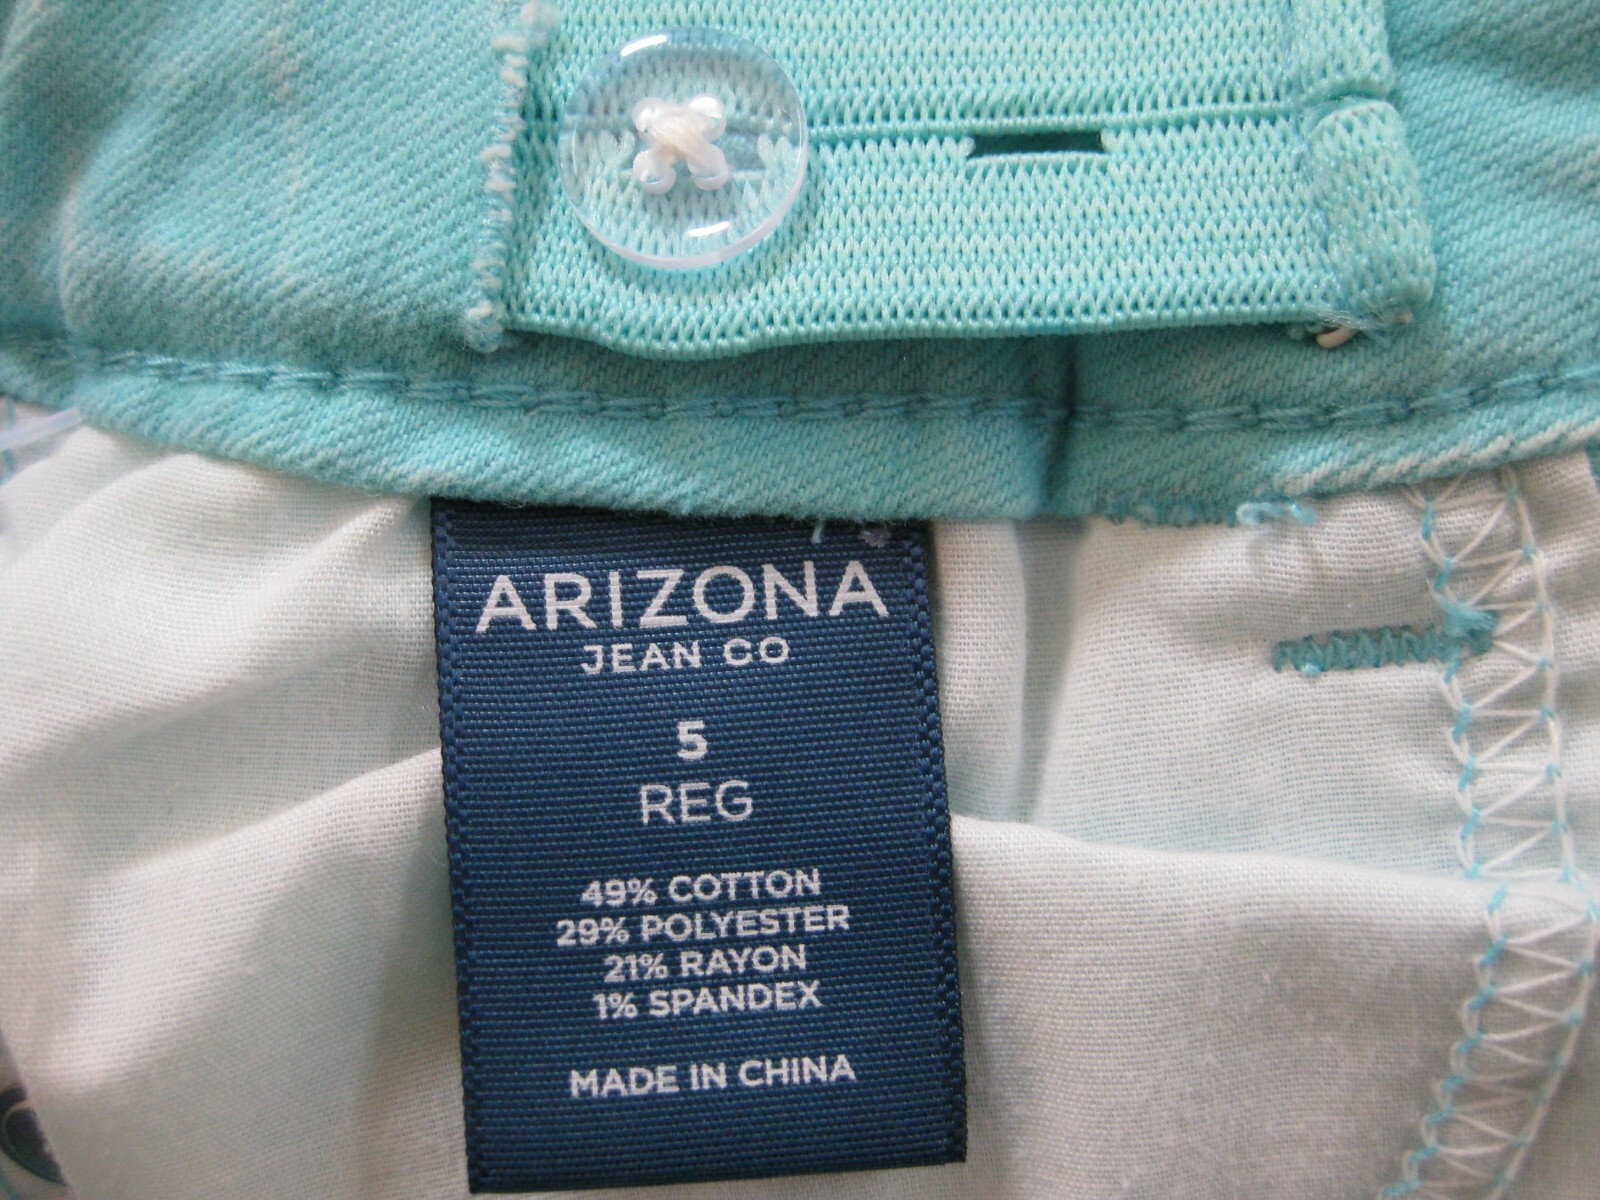 ARIZONA
JEAN CO
5
REG
49% COTTON
29% POLYESTER
21% RAYON
1% SPANDEX
MADE IN CHINA